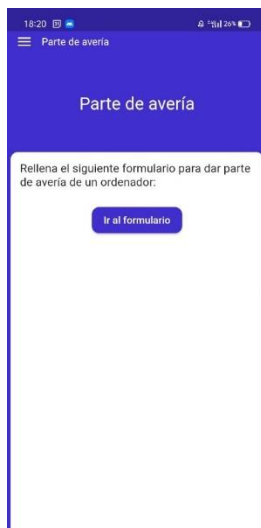 18:20 26%
Parte de avería
Parte de avería
Rellena el siguiente formulario para dar parte
de avería de un ordenador:
Ir al formulario